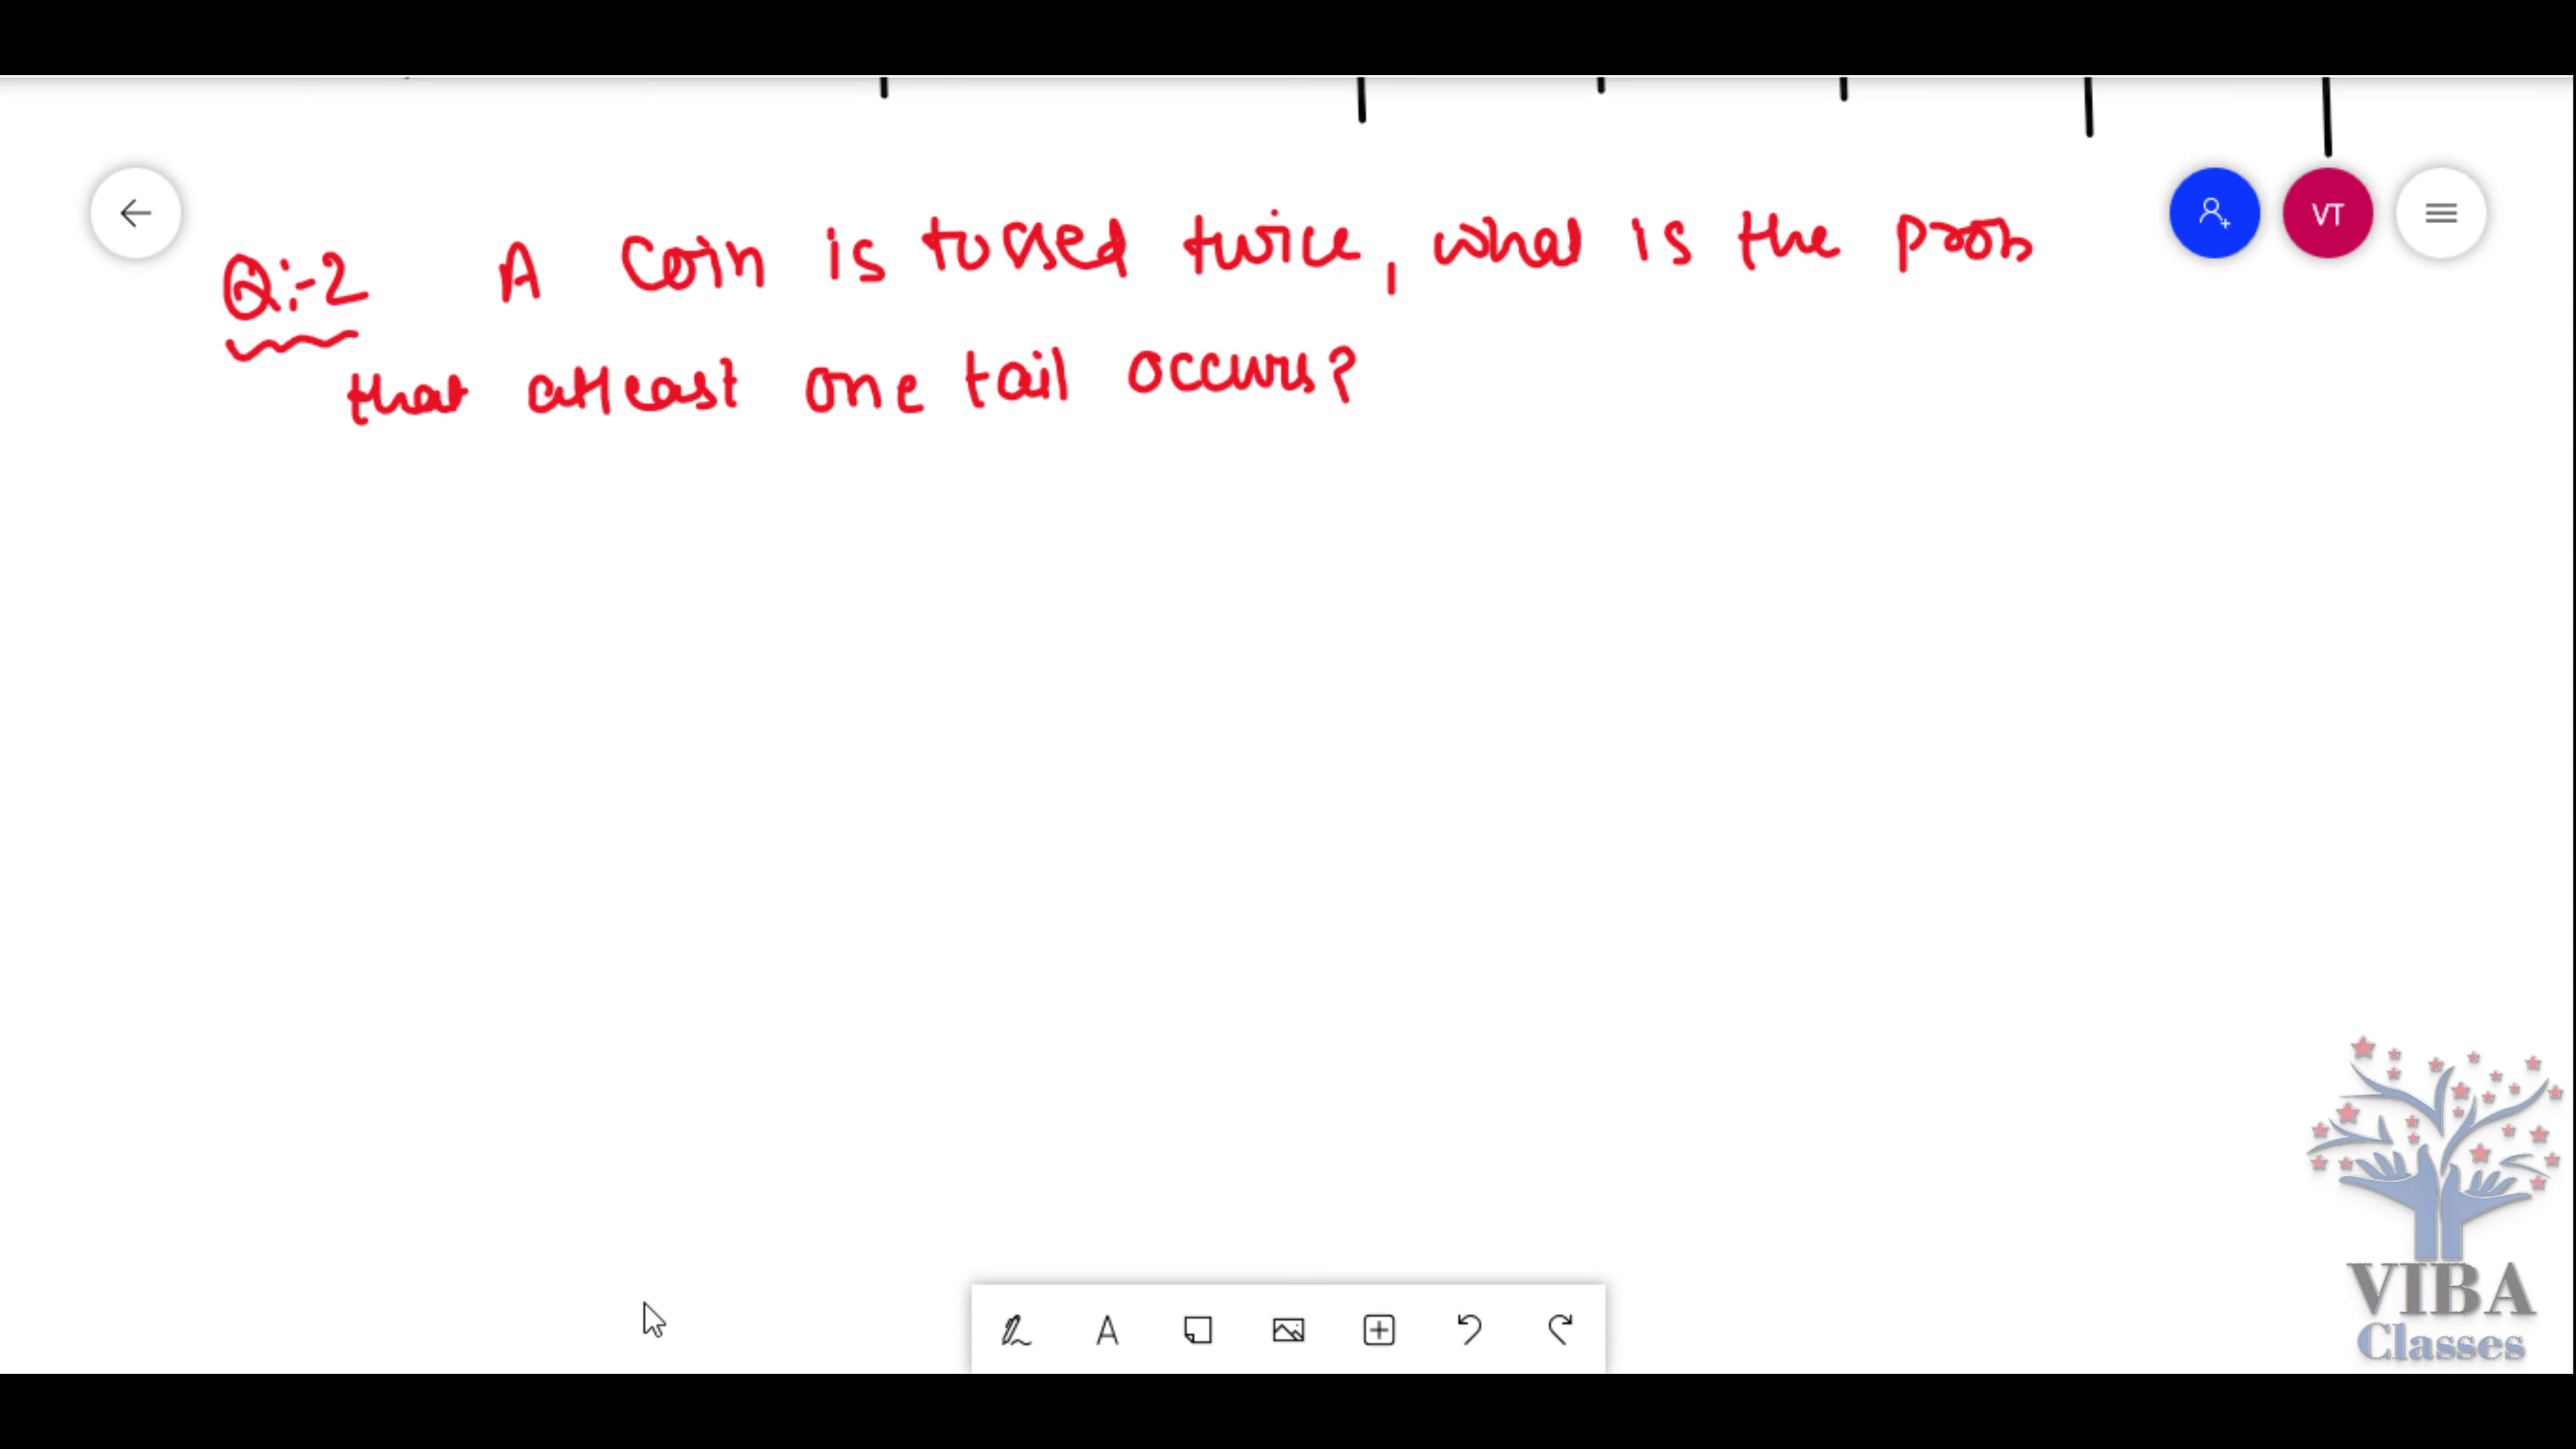 VT
Q:-2 A Coin is tossed twice, what is the prob
that atleast one tail occurs?
VIBA
Classes